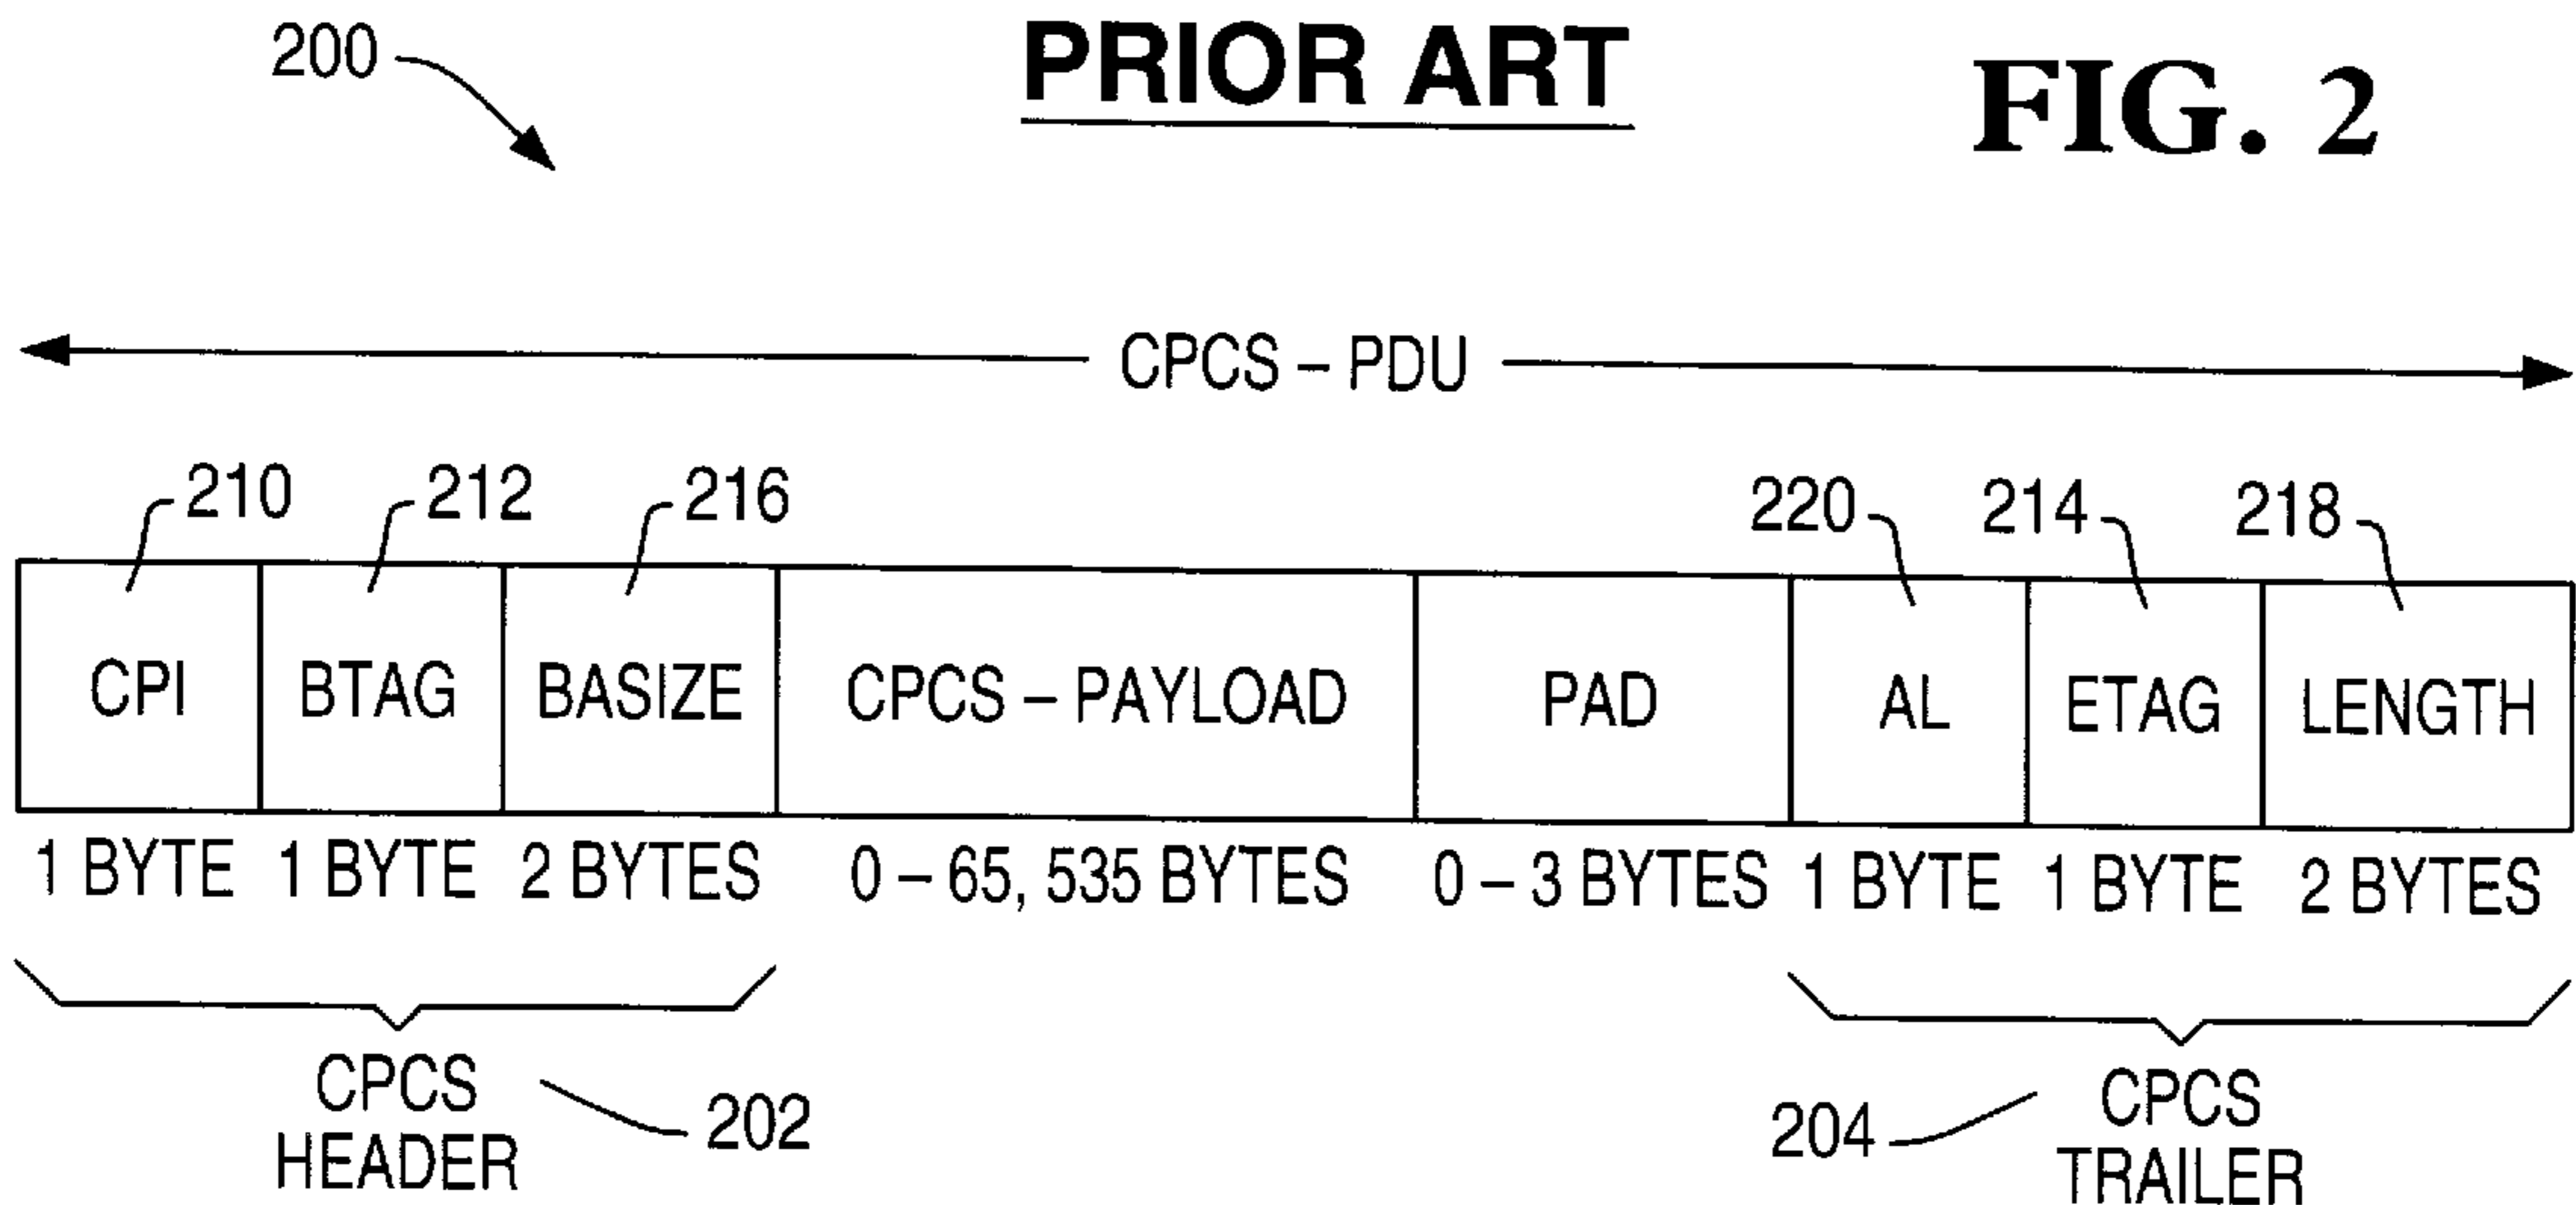 200
PRIOR ART
FIG. 2
CPCS – PDU
210 212 216 220 214 218
CPI BTAG BASIZE CPCS – PAYLOAD PAD AL ETAG LENGTH
1 BYTE 1 BYTE 2 BYTES 0 – 65, 535 BYTES 0 – 3 BYTES 1 BYTE 1 BYTE 2 BYTES
CPCS
HEADER
202
204
CPCS
TRAILER